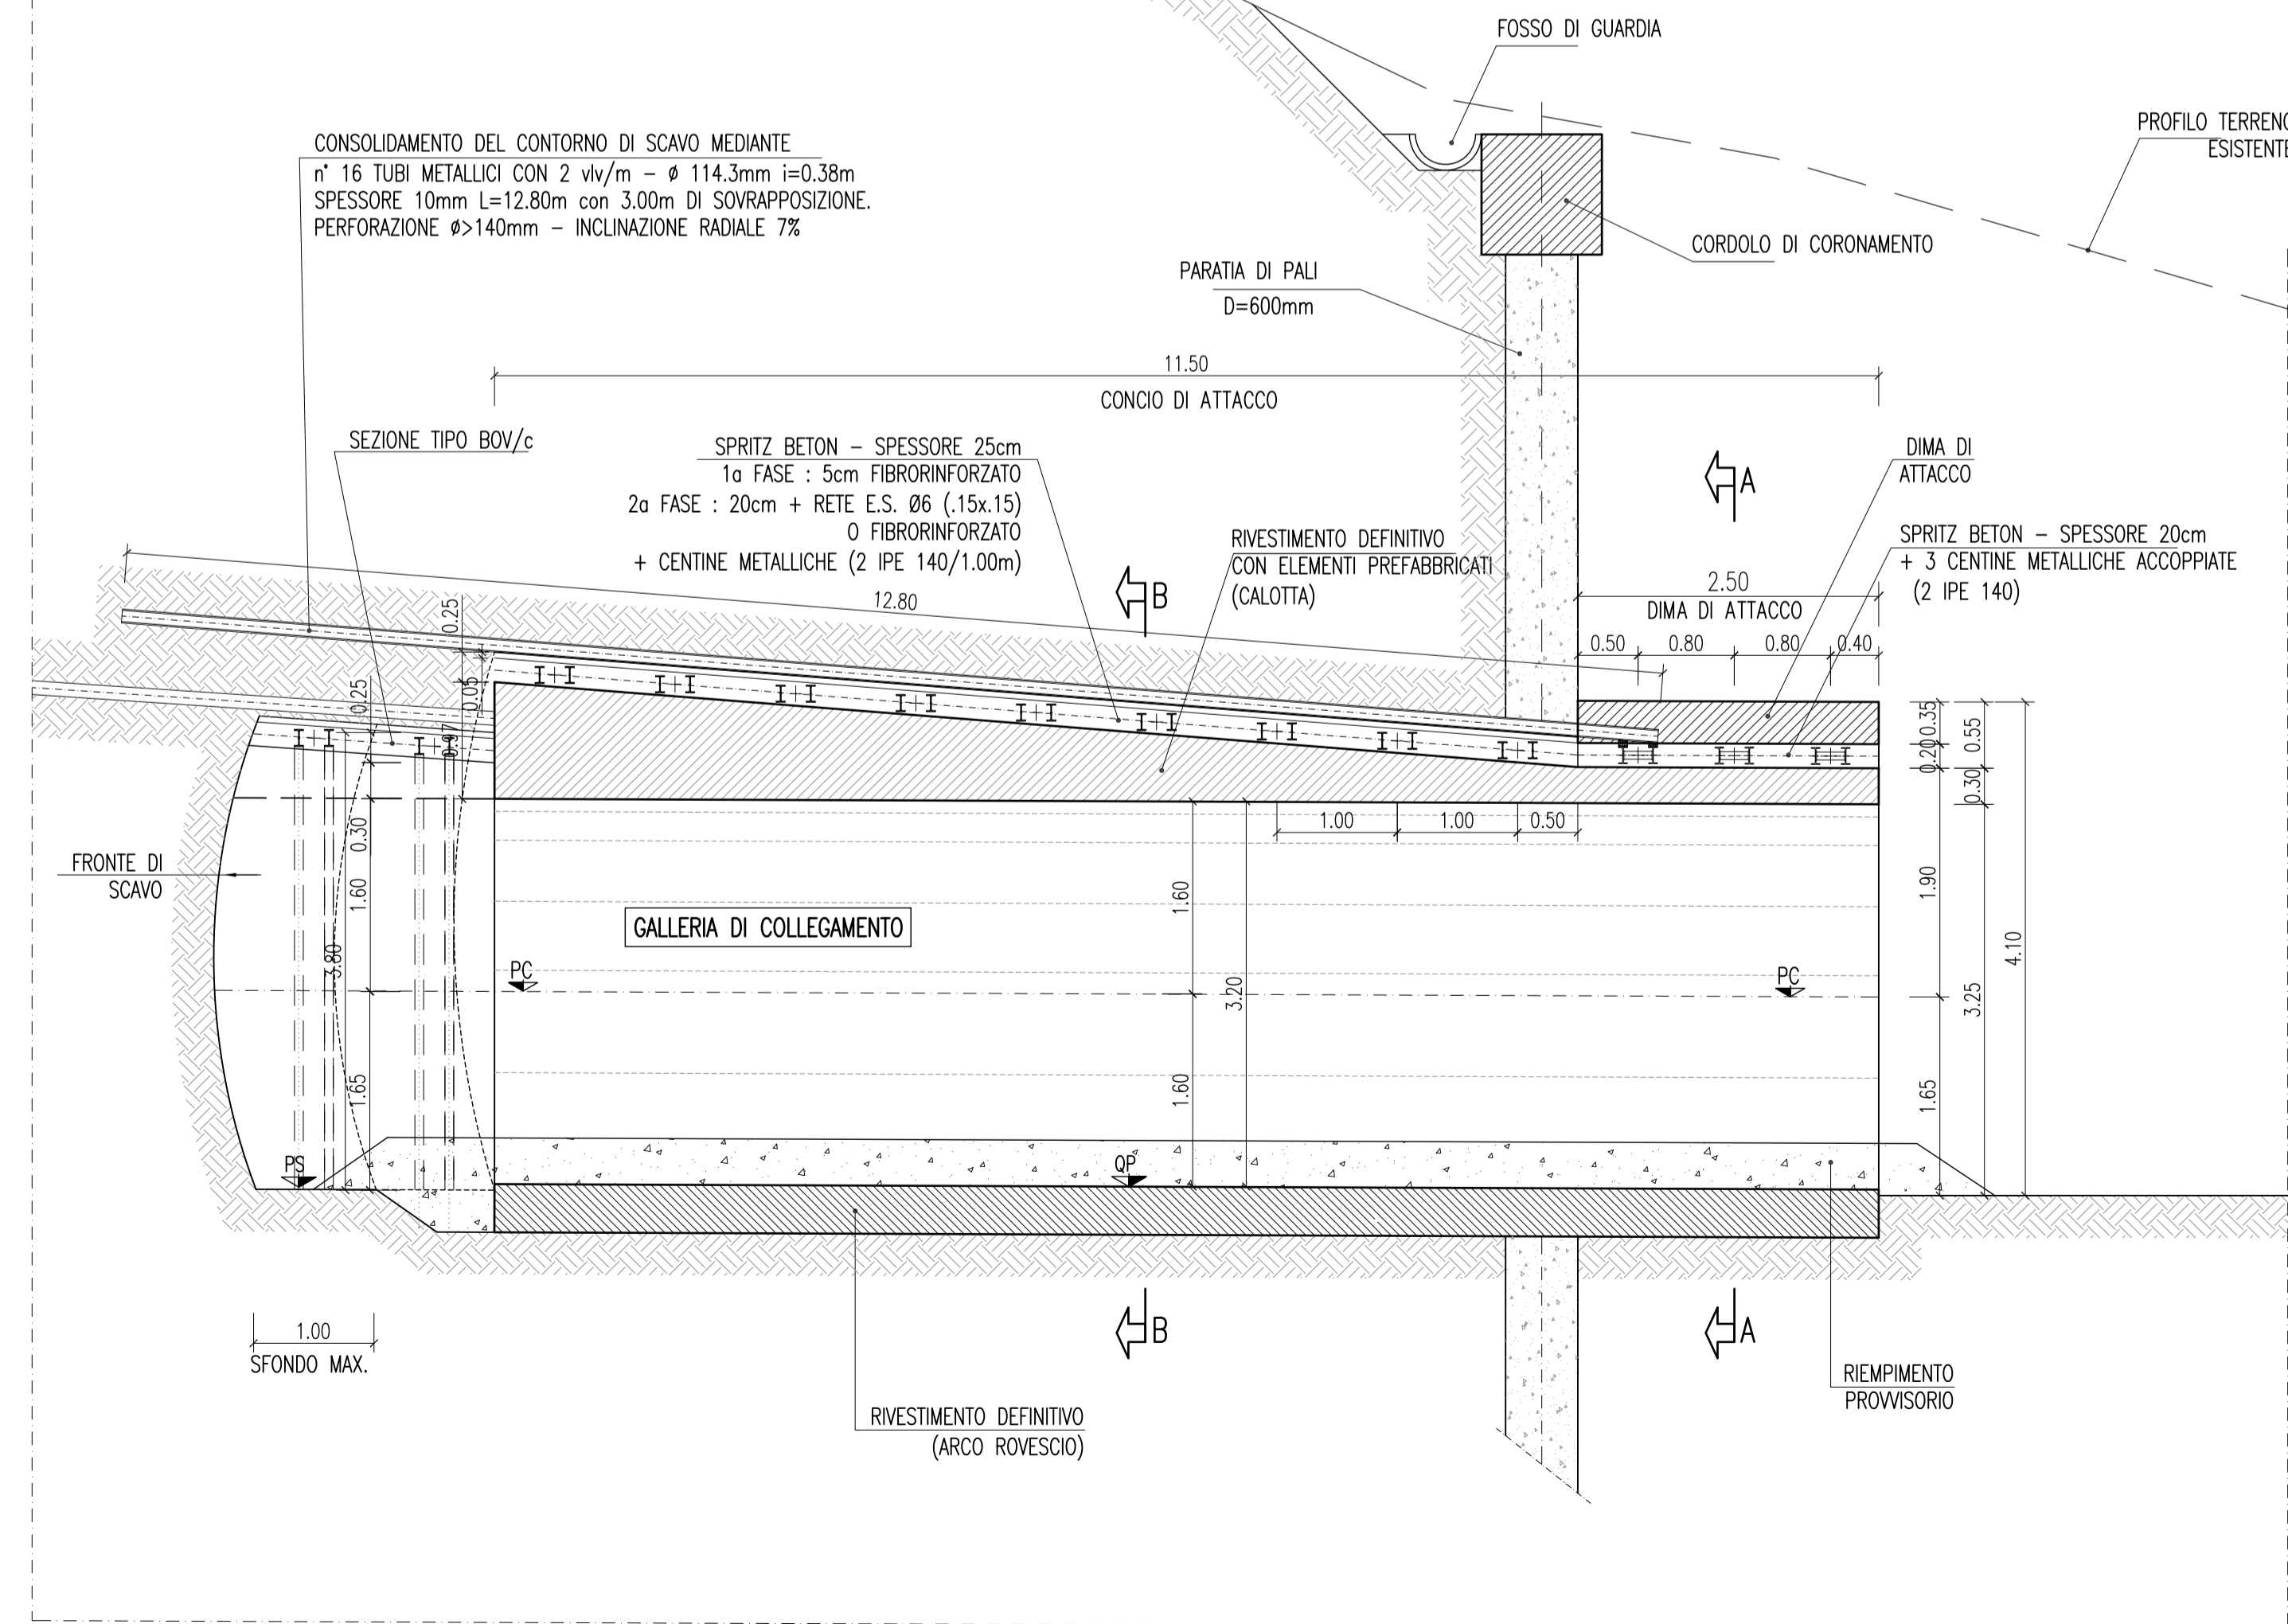 FOSSO DI GUARDIA
PROFILO TERRENO
ESISTENTE
CONSOLIDAMENTO DEL CONTORNO DI SCAVO MEDIANTE
n° 16 TUBI METALLICI CON 2 vlv/m – ø 114.3mm i=0.38m
SPESSORE 10mm L=12.80m con 3.00m DI SOVRAPPOSIZIONE.
PERFORAZIONE ø>140mm – INCLINAZIONE RADIALE 7%
CORDOLO DI CORONAMENTO
PARATIA DI PALI
D=600mm
11.50
CONCIO DI ATTACCO
SEZIONE TIPO BOV/c
SPRITZ BETON – SPESSORE 25cm
1a FASE : 5cm FIBRORINFORZATO
2a FASE : 20cm + RETE E.S. Ø6 (.15x.15)
O FIBRORINFORZATO
+ CENTINE METALLICHE (2 IPE 140/1.00m)
RIVESTIMENTO DEFINITIVO
CON ELEMENTI PREFABBRICATI
(CALOTTA)
A
DIMA DI
ATTACCO
SPRITZ BETON – SPESSORE 20cm
+ 3 CENTINE METALLICHE ACCOPPIATE
(2 IPE 140)
B
12.80
2.50
DIMA DI ATTACCO
0.50 0.80 0.80 0.40
0.25
0.05
0.97
0.25
0.30
1.60
3.80
1.65
0.35
0.20
0.55
0.30
1.90
1.65
3.25
4.10
1.00 1.00 0.50
1.60
1.60
3.20
FRONTE DI
SCAVO
GALLERIA DI COLLEGAMENTO
PC
PC
PS
QP
1.00
SFONDO MAX.
B
A
RIVESTIMENTO DEFINITIVO
(ARCO ROVESCIO)
RIEMPIMENTO
PROVVISORIO